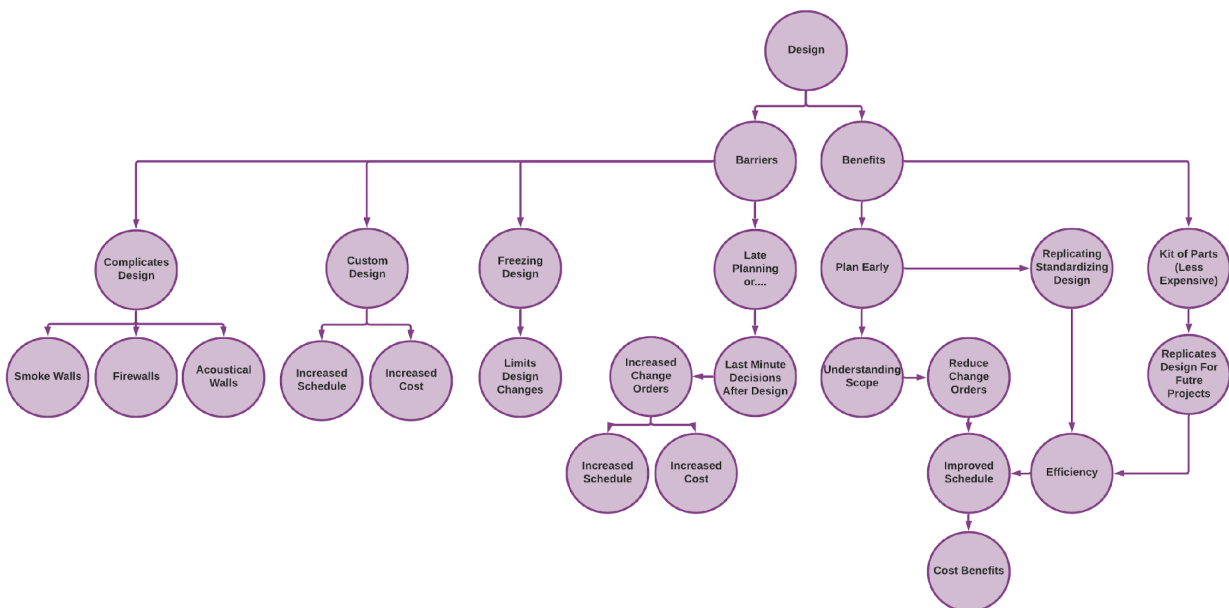 Design
Barriers
Benefits
Complicates
Design
Custom
Design
Freezing
Design
Late
Planning
or....
Plan Early
Replicating
Standardizing
Design
Kit of Parts
(Less
Expensive)
Smoke Walls
Firewalls
Acoustical
Walls
Increased
Schedule
Increased
Cost
Limits
Design
Changes
Increased
Change
Orders
Last Minute
Decisions
After Design
Understanding
Scope
Reduce
Change
Orders
Replicates
Design For
Futre
Projects
Increased
Schedule
Increased
Cost
Improved
Schedule
Efficiency
Cost Benefits